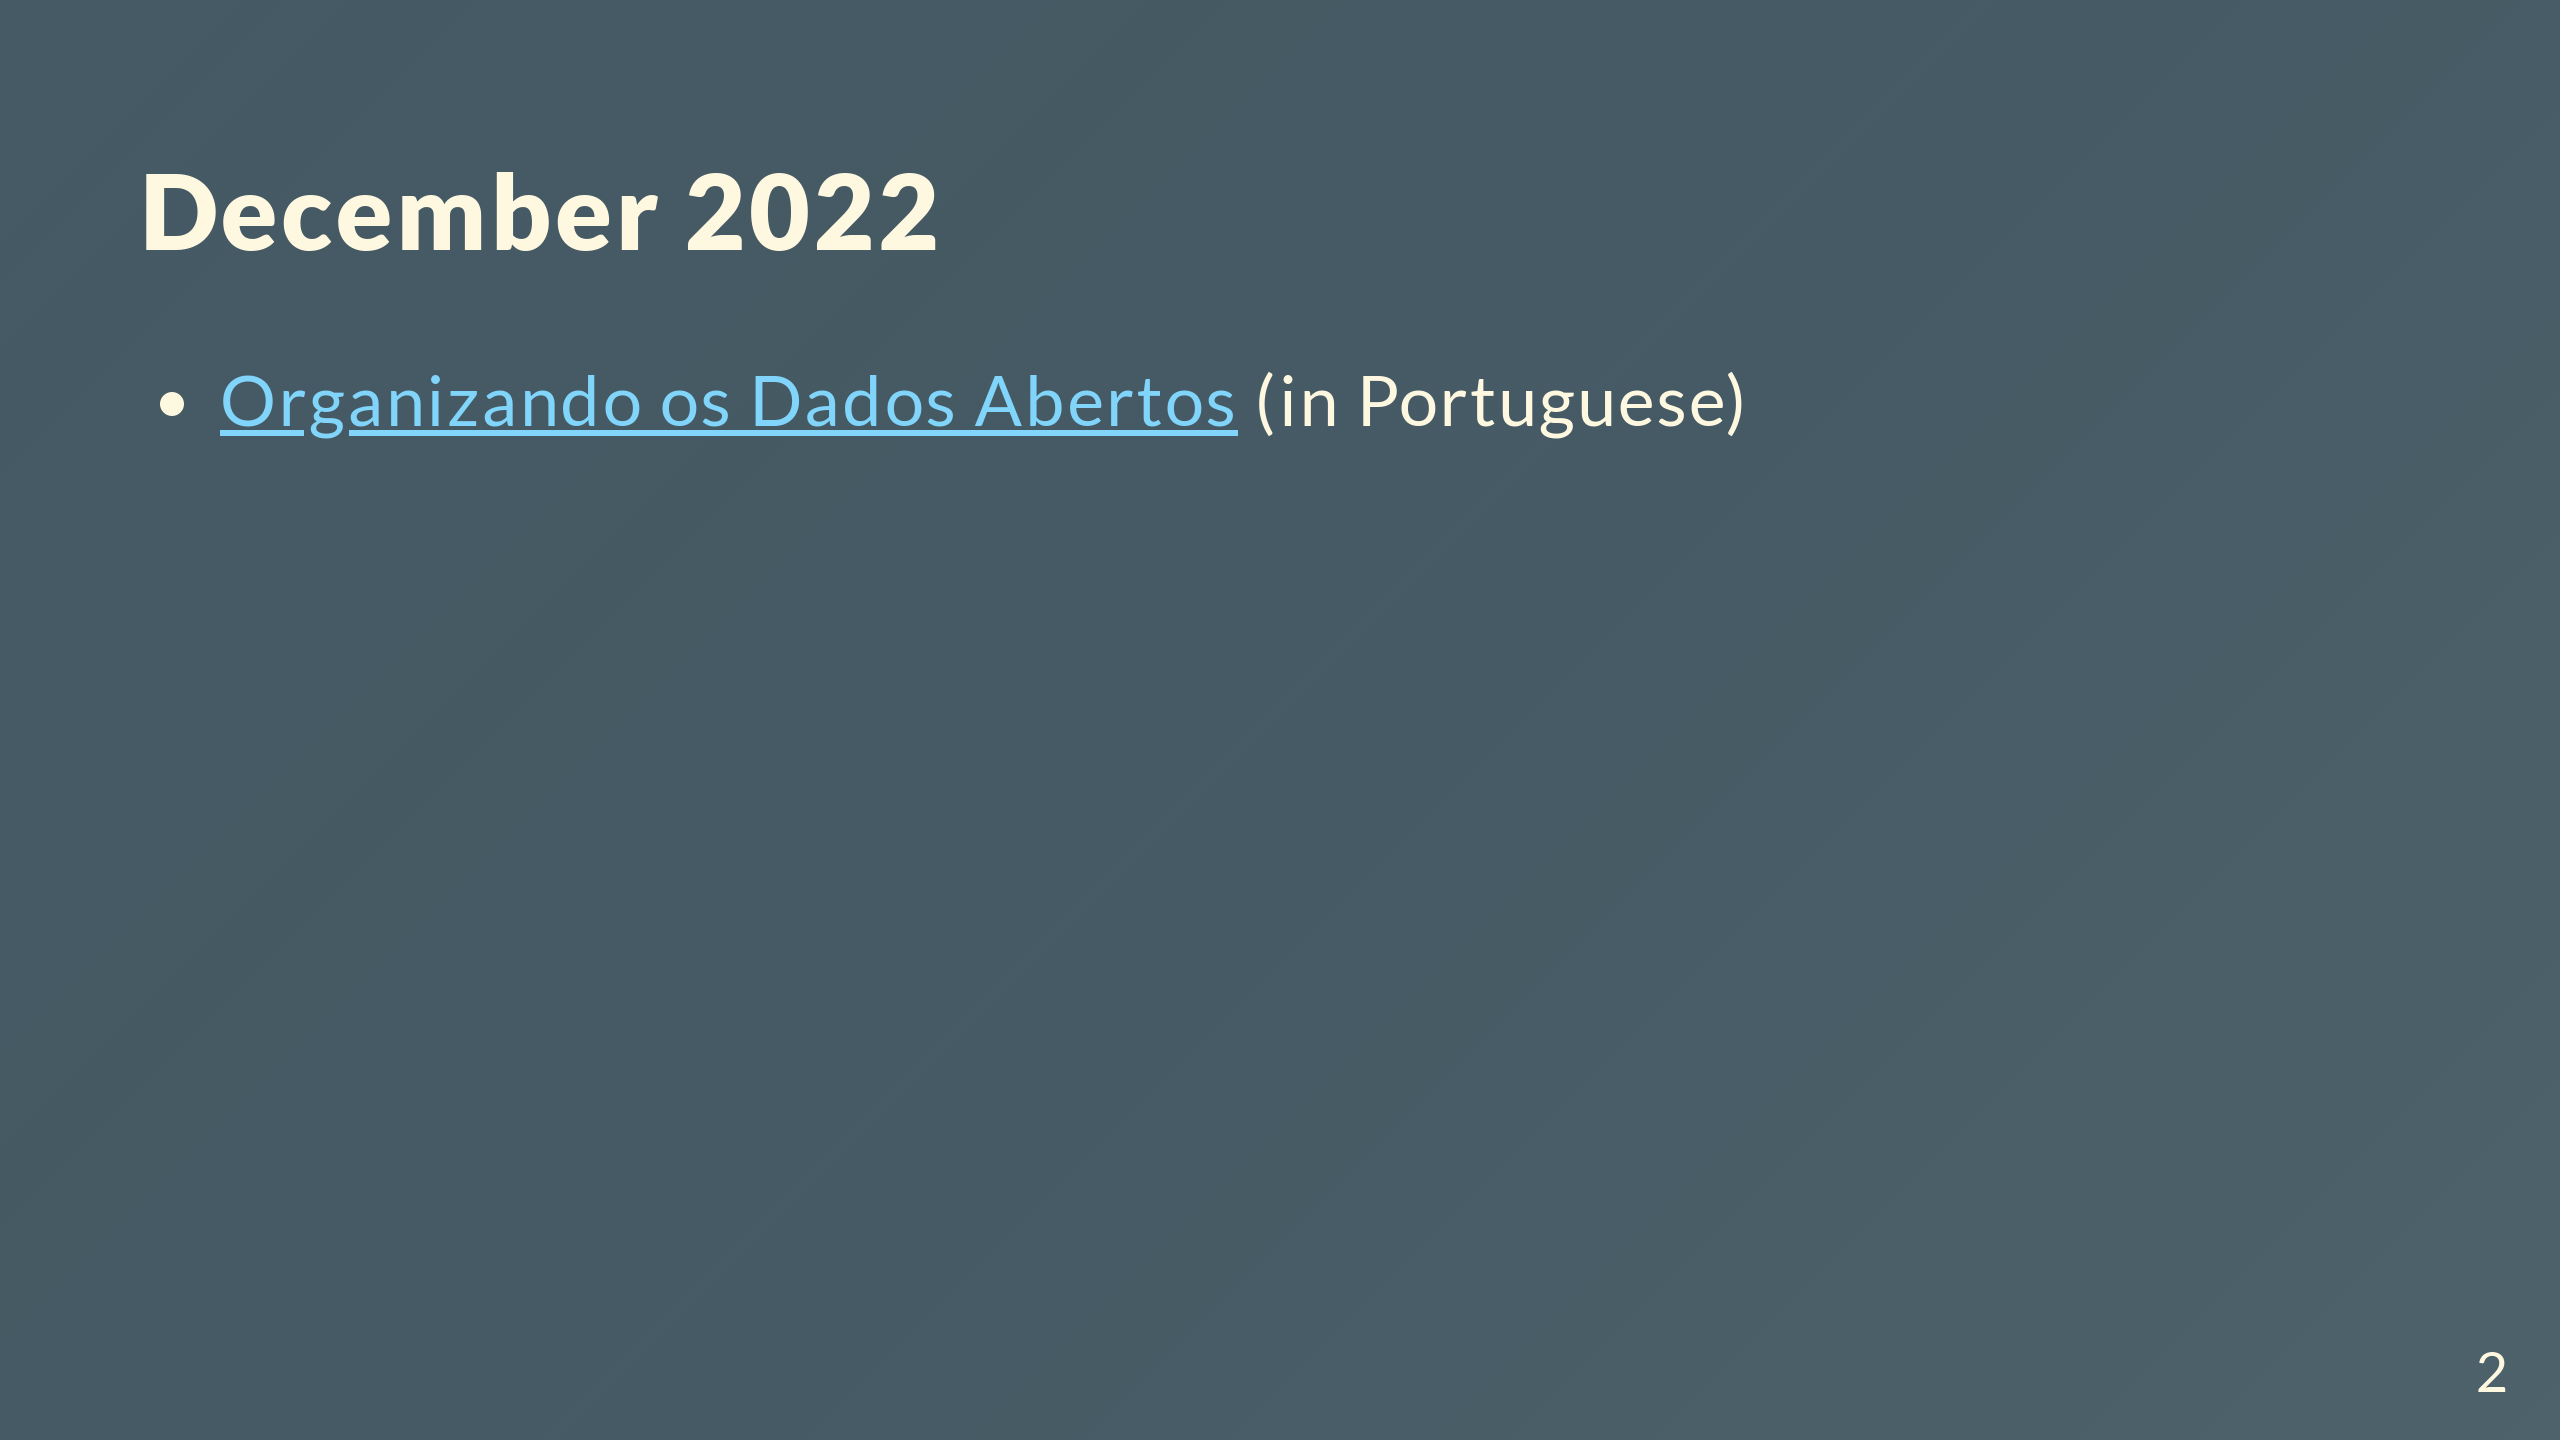 December 2022
• Organizando os Dados Abertos (in Portuguese)
2